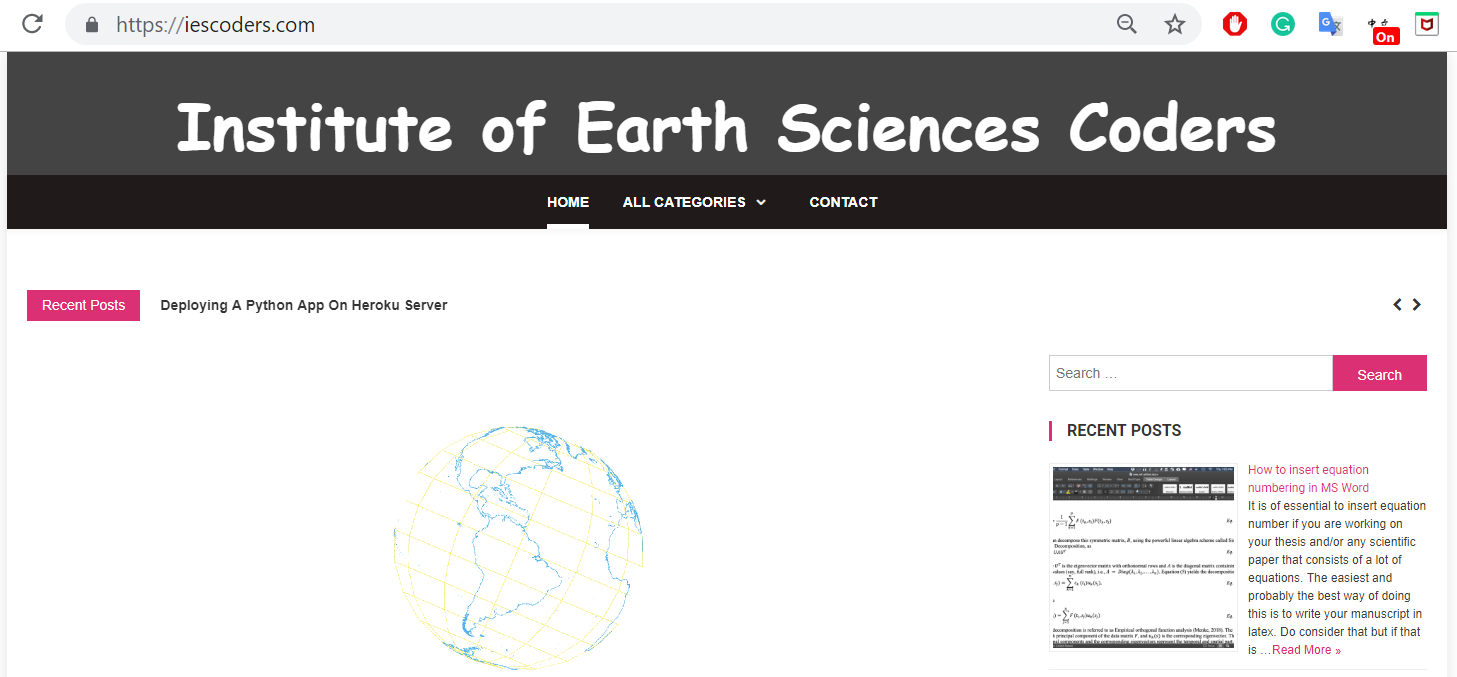 https://iescoders.com
On
Institute of Earth Sciences Coders
HOME ALL CATEGORIES CONTACT
Recent Posts Deploying A Python App On Heroku Server
Search …
Search
RECENT POSTS
How to insert equation
numbering in MS Word
It is of essential to insert equation
number if you are working on
your thesis and/or any scientific
paper that consists of a lot of
equations. The easiest and
probably the best way of doing
this is to write your manuscript in
latex. Do consider that but if that
is …Read More »